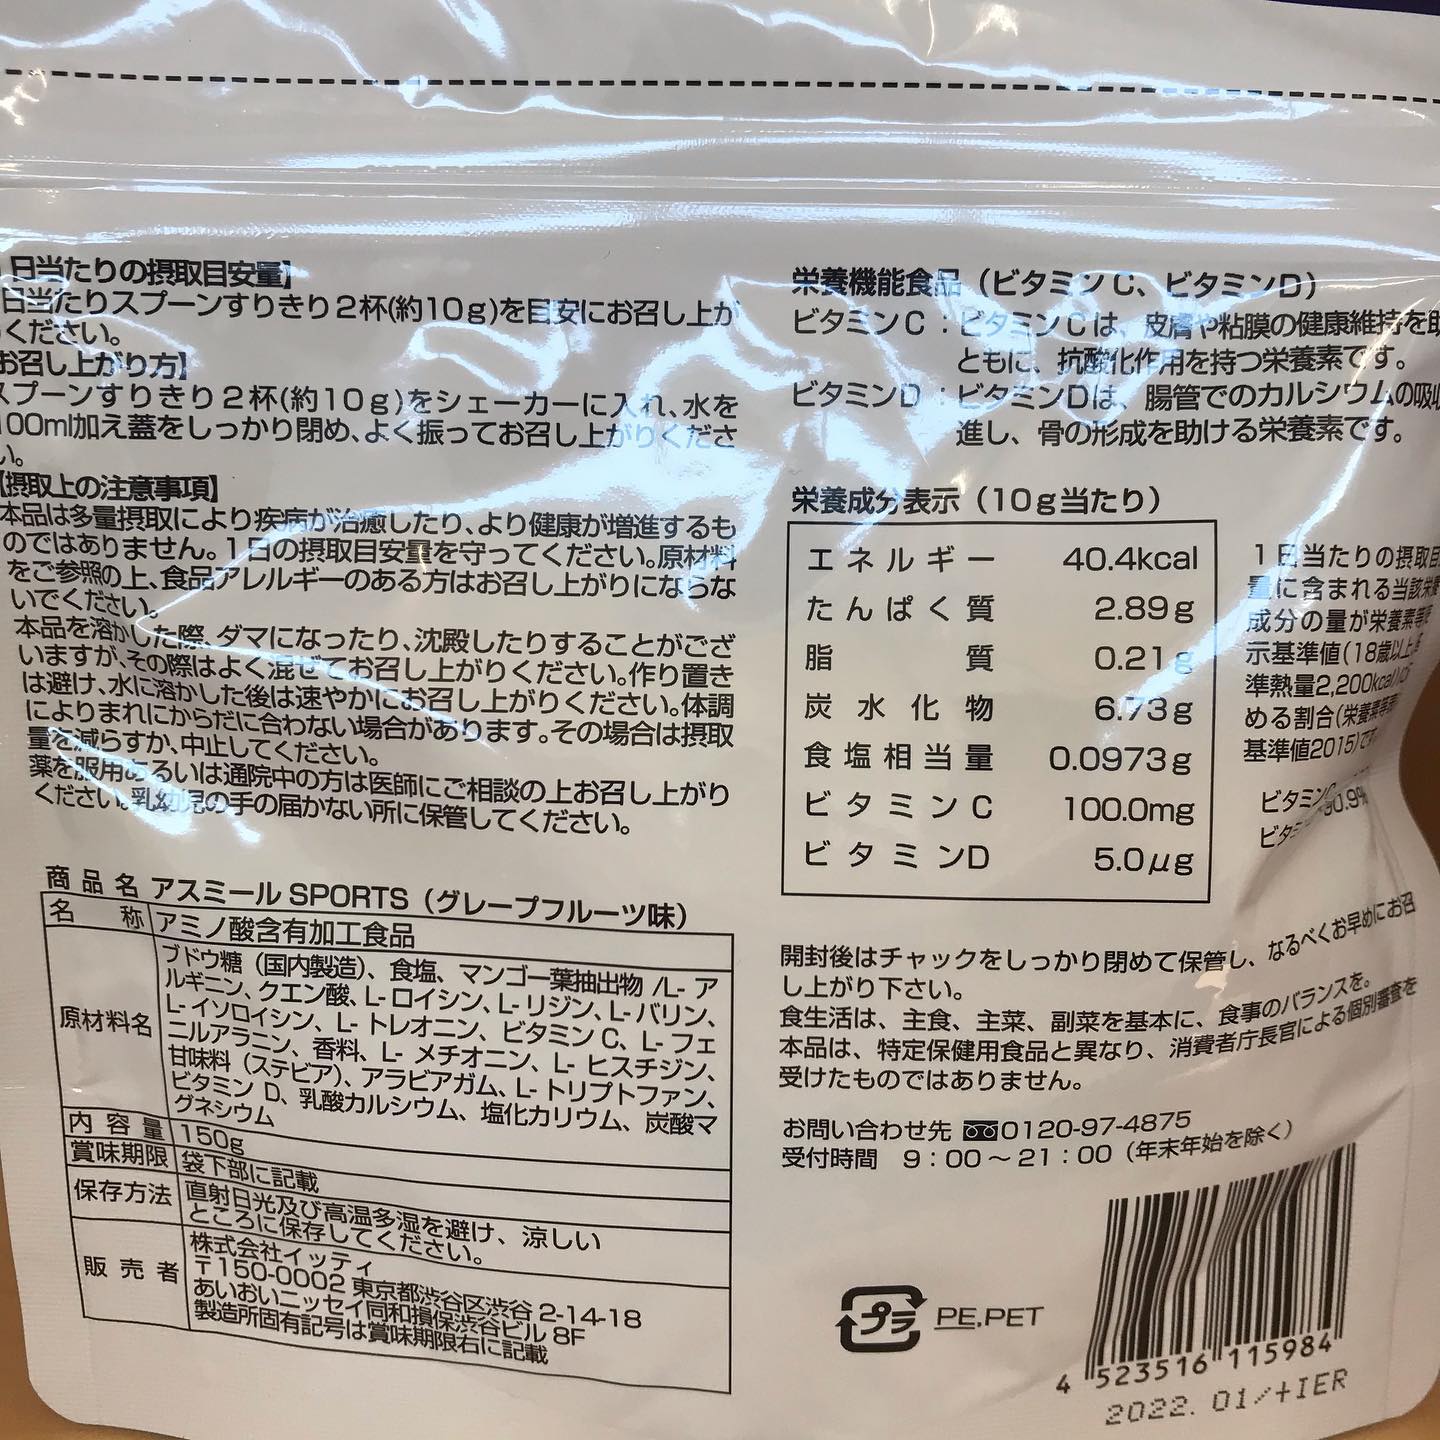 日当たりの摂取目安量】
日当たりスプーンすりきり2杯(約10g)を目安にお召し上が
ください。
お召し上がり方】
スプーンすりきり2杯(約10g)をシェーカーに入れ、水を
100ml加え蓋をしっかり閉め、よく振ってお召し上がりくださ
い。
【摂取上の注意事項】
本品は多量摂取により疾病が治癒したり、より健康が増進するも
のではありません。1日の摂取目安量を守ってください。原材料
をご参照の上、食品アレルギーのある方はお召し上がりにならな
いでください。
本品を溶かした際、ダマになったり、沈殿したりすることがござ
いますが、その際はよく混ぜてお召し上がりください。作り置き
は避け、水に溶かした後は速やかにお召し上がりください。体調
によりまれにからだに合わない場合があります。その場合は摂取
量を減らすか、中止してください。
薬を服用あるいは通院中の方は医師にご相談の上お召し上がり
ください。乳幼児の手の届かない所に保管してください。
商品名 アスミール SPORTS(グレープフルーツ味)
名称 アミノ酸含有加工食品
原材料名 ブドウ糖(国内製造)、食塩、マンゴー葉抽出物/L-ア
ルギニン、クエン酸、L-ロイシン、L-リジン、L-バリン、
L-イソロイシン、L-トレオニン、ビタミンC、L-フェ
ニルアラニン、香料、L-メチオニン、L-ヒスチジン、
甘味料(ステビア)、アラビアガム、L-トリプトファン、
ビタミンD、乳酸カルシウム、塩化カリウム、炭酸マ
グネシウム
内容量 150g
賞味期限 袋下部に記載
保存方法 直射日光及び高温多湿を避け、涼しい
ところに保存してください。
販売者 株式会社イッティ
〒150-0002 東京都渋谷区渋谷 2-14-18
あいおいニッセイ同和損保渋谷ビル 8F
製造所固有記号は賞味期限右に記載
栄養機能食品(ビタミンC、ビタミンD)
ビタミンC:ビタミンCは、皮膚や粘膜の健康維持を助
ともに、抗酸化作用を持つ栄養素です。
ビタミンD:ビタミンDは、腸管でのカルシウムの吸収
進し、骨の形成を助ける栄養素です。
栄養成分表示(10g当たり)
エネルギー 40.4kcal
たんぱく質 2.89g
脂質 0.21g
炭水化物 6.73g
食塩相当量 0.0973g
ビタミンC 100.0mg
ビタミンD 5.0μg
1日当たりの摂取目
量に含まれる当該栄養
成分の量が栄養素等
示基準値(18歳以上
準熱量2,200kcal)
める割合(栄養素等
基準値2015)で
ビタミン
ビタ 90.9%
開封後はチャックをしっかり閉めて保管し、なるべくお早めにお召
し上がり下さい。
食生活は、主食、主菜、副菜を基本に、食事のバランスを。
本品は、特定保健用食品と異なり、消費者庁長官による個別審査を
受けたものではありません。
お問い合わせ先 0120-97-4875
受付時間 9:00~21:00(年末年始を除く)
プラ PE,PET
4 523516 115984
2022. 01/+IER